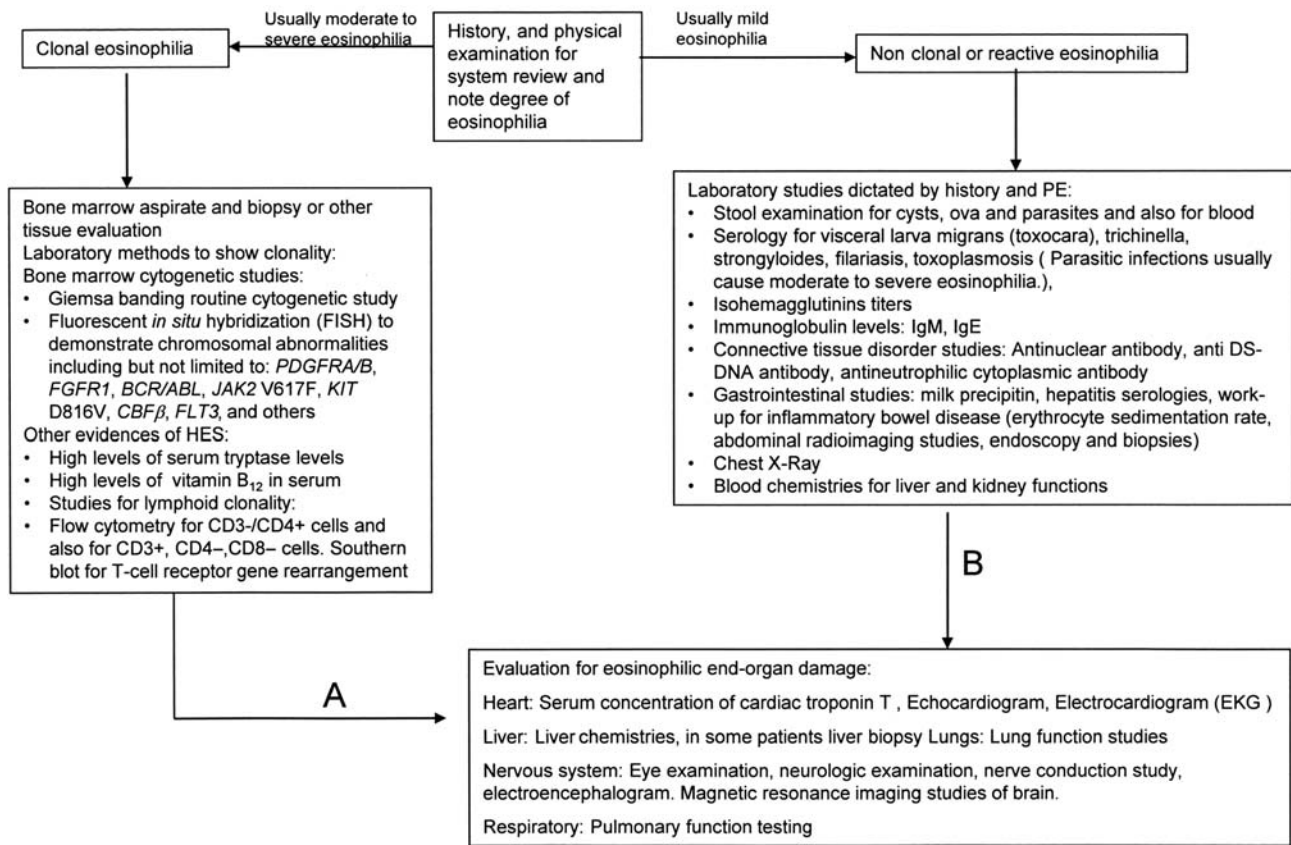 Clonal eosinophilia
Usually moderate to
severe eosinophilia
History, and physical
examination for
system review and
note degree of
eosinophilia
Usually mild
eosinophilia
Non clonal or reactive eosinophilia
Bone marrow aspirate and biopsy or other
tissue evaluation
Laboratory methods to show clonality:
Bone marrow cytogenetic studies:
• Giemsa banding routine cytogenetic study
• Fluorescent in situ hybridization (FISH) to
demonstrate chromosomal abnormalities
including but not limited to: PDGFRA/B,
FGFR1, BCR/ABL, JAK2 V617F, KIT
D816V, CBFβ, FLT3, and others
Other evidences of HES:
• High levels of serum tryptase levels
• High levels of vitamin B12 in serum
• Studies for lymphoid clonality:
• Flow cytometry for CD3-/CD4+ cells and
also for CD3+, CD4–,CD8– cells. Southern
blot for T-cell receptor gene rearrangement
Laboratory studies dictated by history and PE:
• Stool examination for cysts, ova and parasites and also for blood
• Serology for visceral larva migrans (toxocara), trichinella,
strongyloides, filariasis, toxoplasmosis ( Parasitic infections usually
cause moderate to severe eosinophilia.),
• Isohemagglutinins titers
• Immunoglobulin levels: IgM, IgE
• Connective tissue disorder studies: Antinuclear antibody, anti DS-
DNA antibody, antineutrophilic cytoplasmic antibody
• Gastrointestinal studies: milk precipitin, hepatitis serologies, work-
up for inflammatory bowel disease (erythrocyte sedimentation rate,
abdominal radioimaging studies, endoscopy and biopsies)
• Chest X-Ray
• Blood chemistries for liver and kidney functions
A
B
Evaluation for eosinophilic end-organ damage:
Heart: Serum concentration of cardiac troponin T , Echocardiogram, Electrocardiogram (EKG )
Liver: Liver chemistries, in some patients liver biopsy Lungs: Lung function studies
Nervous system: Eye examination, neurologic examination, nerve conduction study,
electroencephalogram. Magnetic resonance imaging studies of brain.
Respiratory: Pulmonary function testing